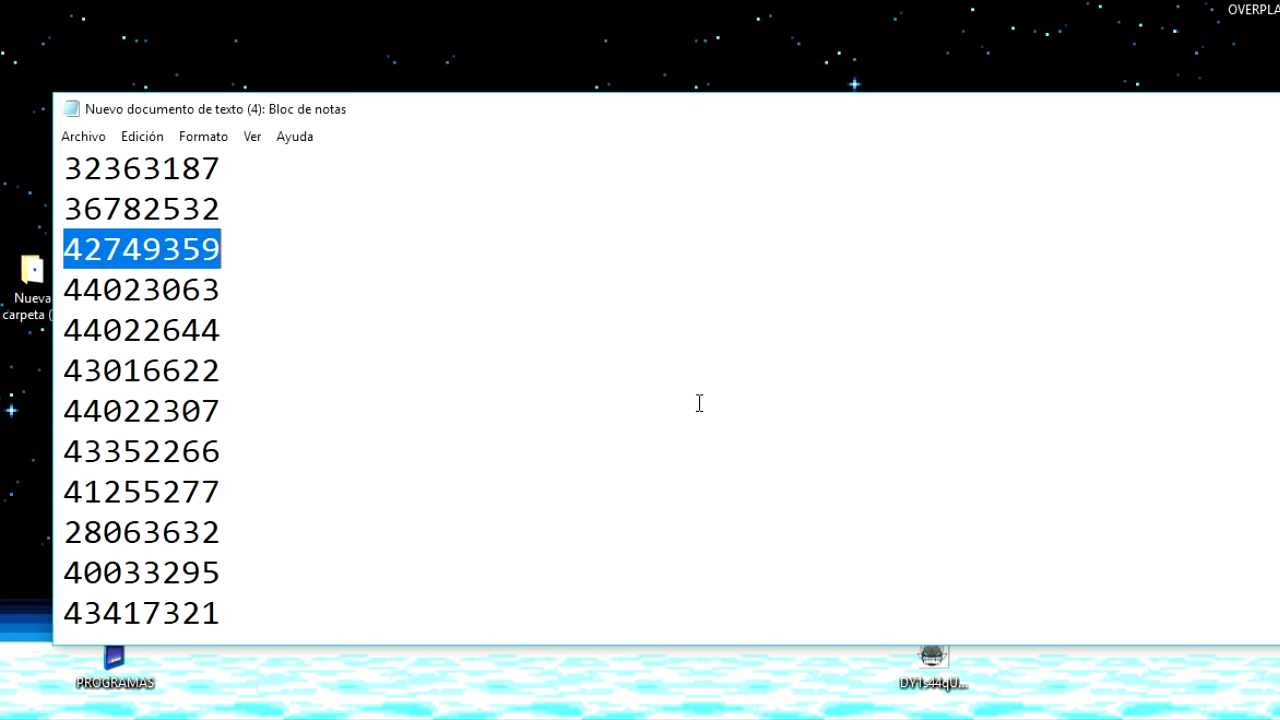 OVERPLA
Nuevo documento de texto (4): Bloc de notas
Archivo Edición Formato Ver Ayuda
32363187
36782532
42749359
44023063
44022644
43016622
44022307
43352266
41255277
28063632
40033295
43417321
Nueva
carpeta (
PROGRAMAS
DV1s44qU...